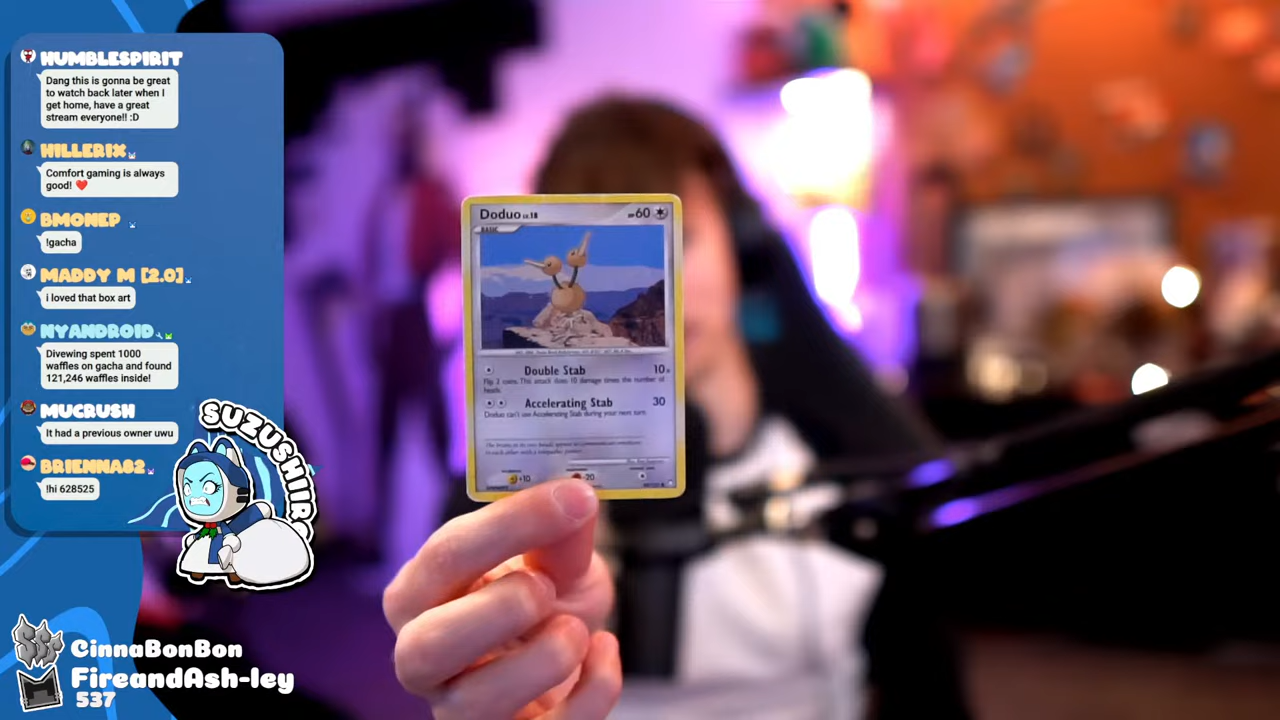 HUMBLESPIRIT
Dang this is gonna be great
to watch back later when I
get home, have a great
stream everyone!! :D
HILLERIX
Comfort gaming is always
good! ❤️
BMONEP
!gacha
MADDY M [2.0]
i loved that box art
NYANDROID
Divewing spent 1000
waffles on gacha and found
121,246 waffles inside!
MUCRUSH
It had a previous owner uwu
BRIENNA82
!hi 628525
SUZUSHIIRO
CinnaBonBon
FireandAsh-ley
537
Doduo LV.18 HP 60
BASIC
Double Stab 10x
Flip 2 coins. This attack does 10 damage times the number of
heads.
Accelerating Stab 30
Doduo can't use Accelerating Stab during your next turn.
+10 -20